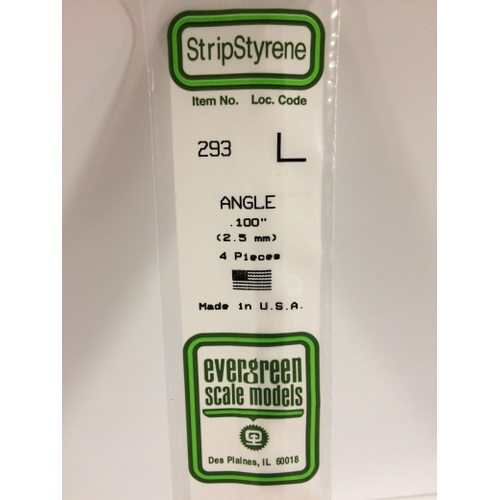 StripStyrene
Item No. Loc. Code
293 L
ANGLE
.100"
(2.5 mm)
4 Pieces
Made in U.S.A.
evergreen
scale models
Des Plaines, IL 60018